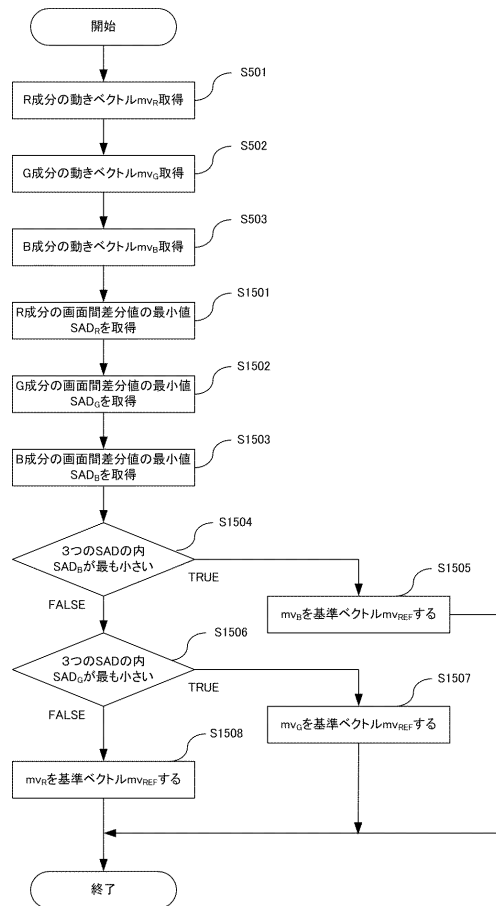 開始
S501
R成分の動きベクトルmvR取得
S502
G成分の動きベクトルmvG取得
S503
B成分の動きベクトルmvB取得
S1501
R成分の画面間差分値の最小値
SADRを取得
S1502
G成分の画面間差分値の最小値
SADGを取得
S1503
B成分の画面間差分値の最小値
SADBを取得
S1504
3つのSADの内
SADBが最も小さい
TRUE
FALSE
S1505
mvBを基準ベクトルmvREFする
S1506
3つのSADの内
SADGが最も小さい
TRUE
FALSE
S1507
mvGを基準ベクトルmvREFする
S1508
mvRを基準ベクトルmvREFする
終了